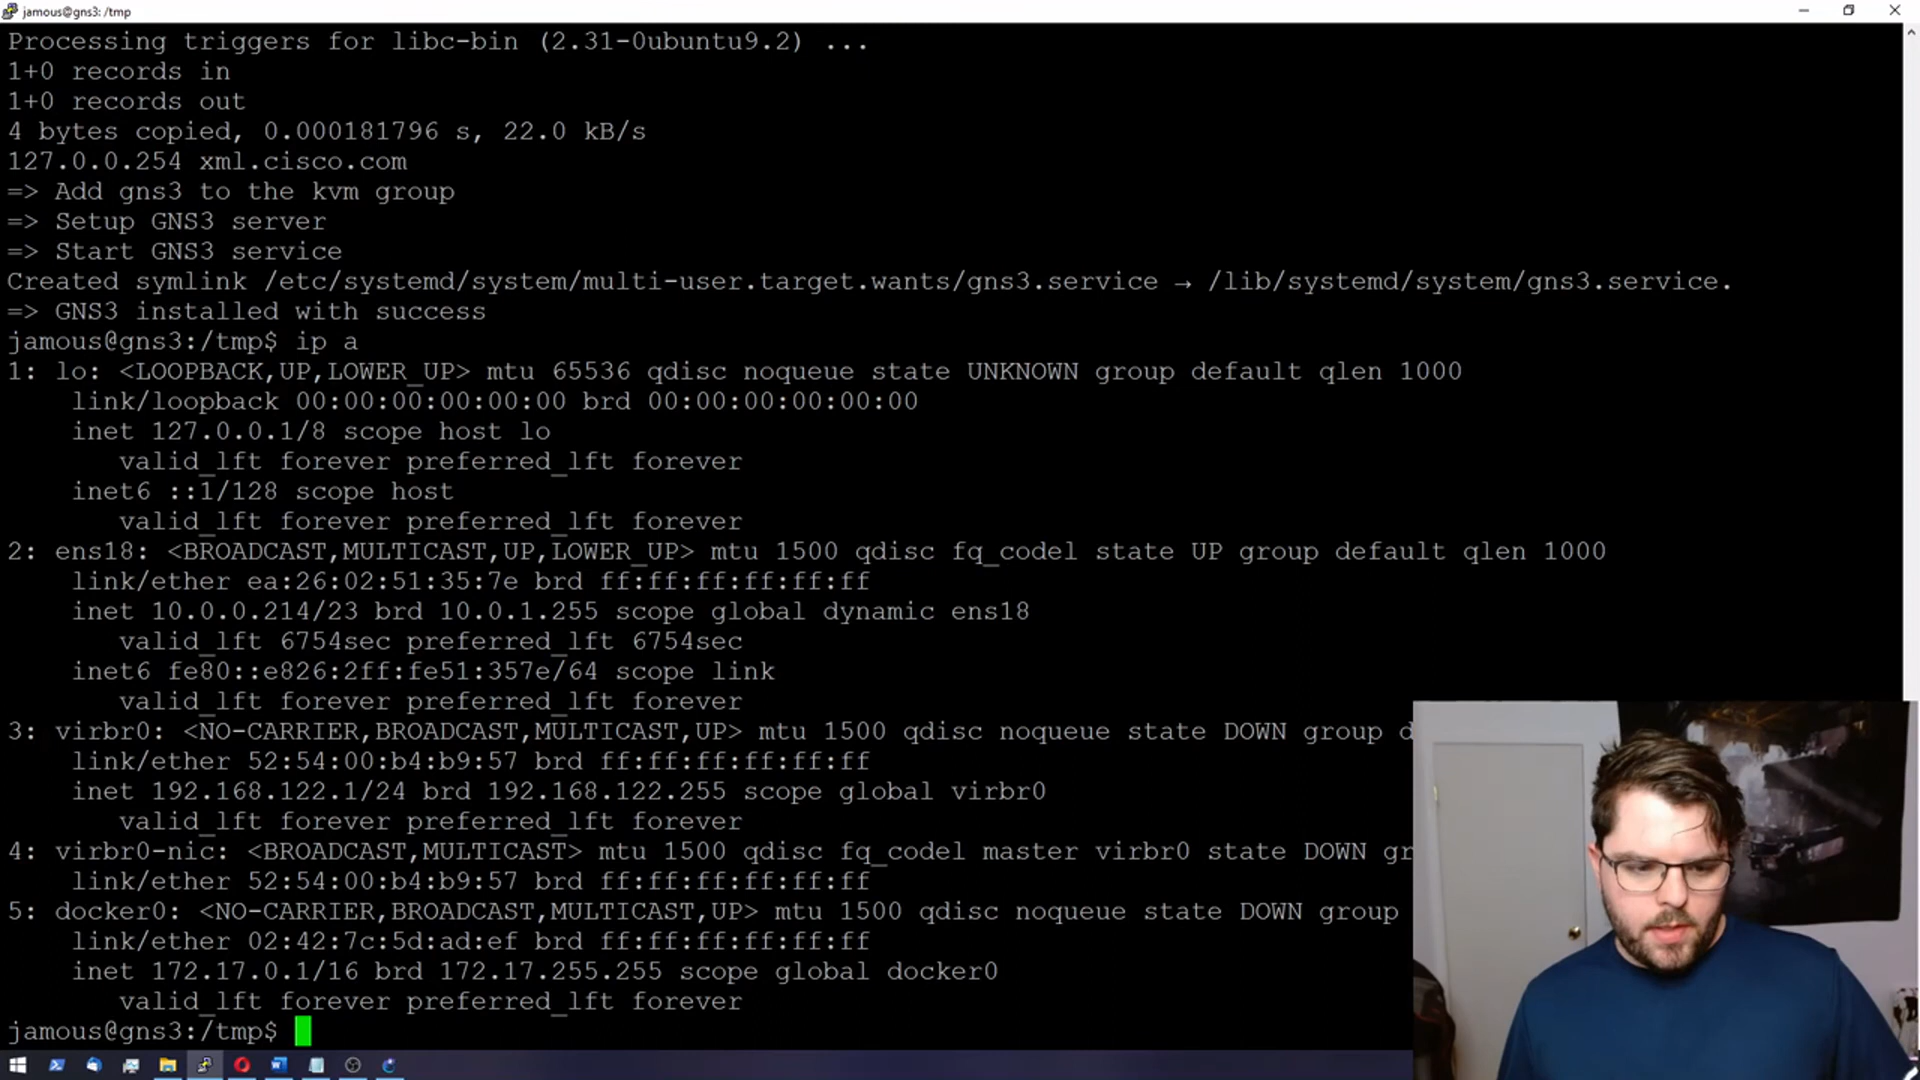 jamous@gns3: /tmp
Processing triggers for libc-bin (2.31-0ubuntu9.2) ...
1+0 records in
1+0 records out
4 bytes copied, 0.000181796 s, 22.0 kB/s
127.0.0.254 xml.cisco.com
=> Add gns3 to the kvm group
=> Setup GNS3 server
=> Start GNS3 service
Created symlink /etc/systemd/system/multi-user.target.wants/gns3.service → /lib/systemd/system/gns3.service.
=> GNS3 installed with success
jamous@gns3:/tmp$ ip a
1: lo: <LOOPBACK,UP,LOWER_UP> mtu 65536 qdisc noqueue state UNKNOWN group default qlen 1000
link/loopback 00:00:00:00:00:00 brd 00:00:00:00:00:00
inet 127.0.0.1/8 scope host lo
valid_lft forever preferred_lft forever
inet6 ::1/128 scope host
valid_lft forever preferred_lft forever
2: ens18: <BROADCAST,MULTICAST,UP,LOWER_UP> mtu 1500 qdisc fq_codel state UP group default qlen 1000
link/ether ea:26:02:51:35:7e brd ff:ff:ff:ff:ff:ff
inet 10.0.0.214/23 brd 10.0.1.255 scope global dynamic ens18
valid_lft 6754sec preferred_lft 6754sec
inet6 fe80::e826:2ff:fe51:357e/64 scope link
valid_lft forever preferred_lft forever
3: virbr0: <NO-CARRIER,BROADCAST,MULTICAST,UP> mtu 1500 qdisc noqueue state DOWN group d
link/ether 52:54:00:b4:b9:57 brd ff:ff:ff:ff:ff:ff
inet 192.168.122.1/24 brd 192.168.122.255 scope global virbr0
valid_lft forever preferred_lft forever
4: virbr0-nic: <BROADCAST,MULTICAST> mtu 1500 qdisc fq_codel master virbr0 state DOWN gr
link/ether 52:54:00:b4:b9:57 brd ff:ff:ff:ff:ff:ff
5: docker0: <NO-CARRIER,BROADCAST,MULTICAST,UP> mtu 1500 qdisc noqueue state DOWN group
link/ether 02:42:7c:5d:ad:ef brd ff:ff:ff:ff:ff:ff
inet 172.17.0.1/16 brd 172.17.255.255 scope global docker0
valid_lft forever preferred_lft forever
jamous@gns3:/tmp$